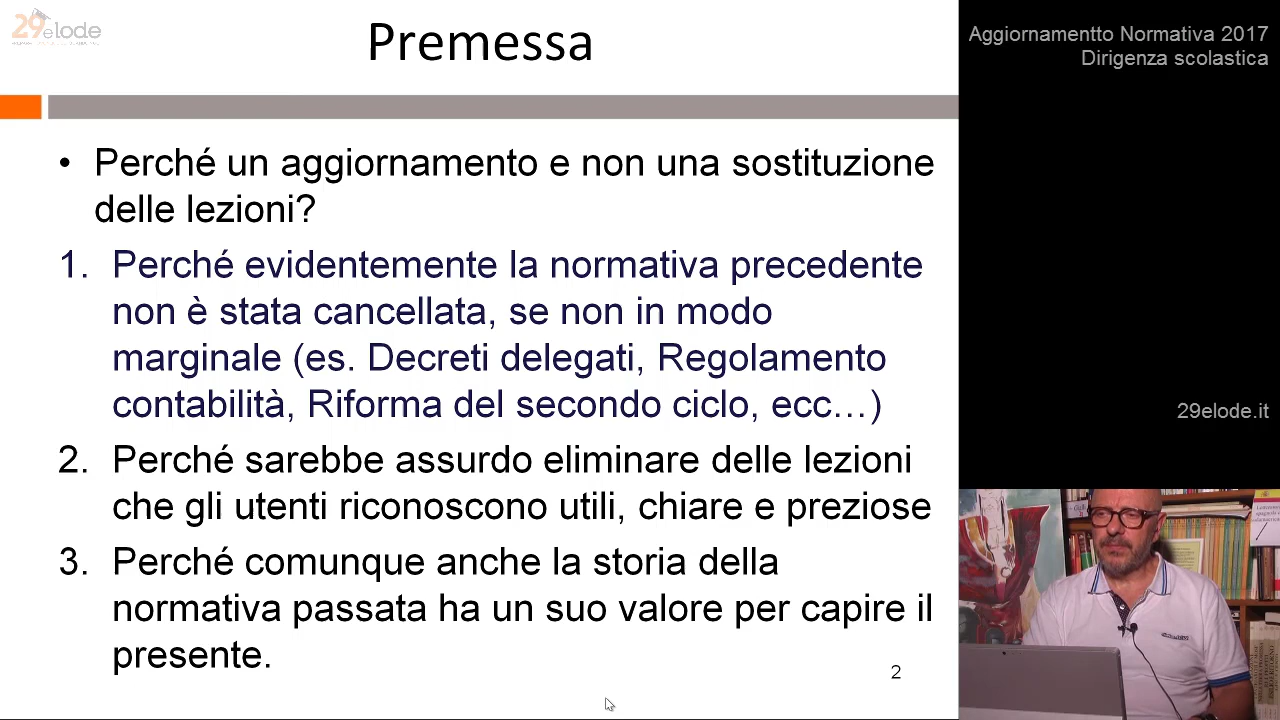 29elode
Premessa
Aggiornamentto Normativa 2017
Dirigenza scolastica
• Perché un aggiornamento e non una sostituzione
delle lezioni?
1. Perché evidentemente la normativa precedente
non è stata cancellata, se non in modo
marginale (es. Decreti delegati, Regolamento
contabilità, Riforma del secondo ciclo, ecc…)
2. Perché sarebbe assurdo eliminare delle lezioni
che gli utenti riconoscono utili, chiare e preziose
3. Perché comunque anche la storia della
normativa passata ha un suo valore per capire il
presente.
2
29elode.it